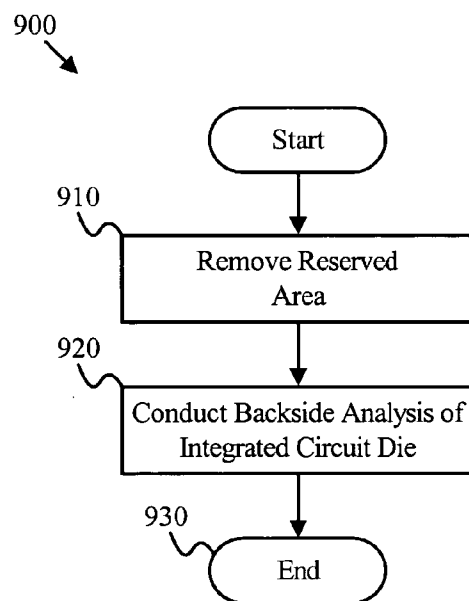 900
Start
910
Remove Reserved
Area
920
Conduct Backside Analysis of
Integrated Circuit Die
930
End